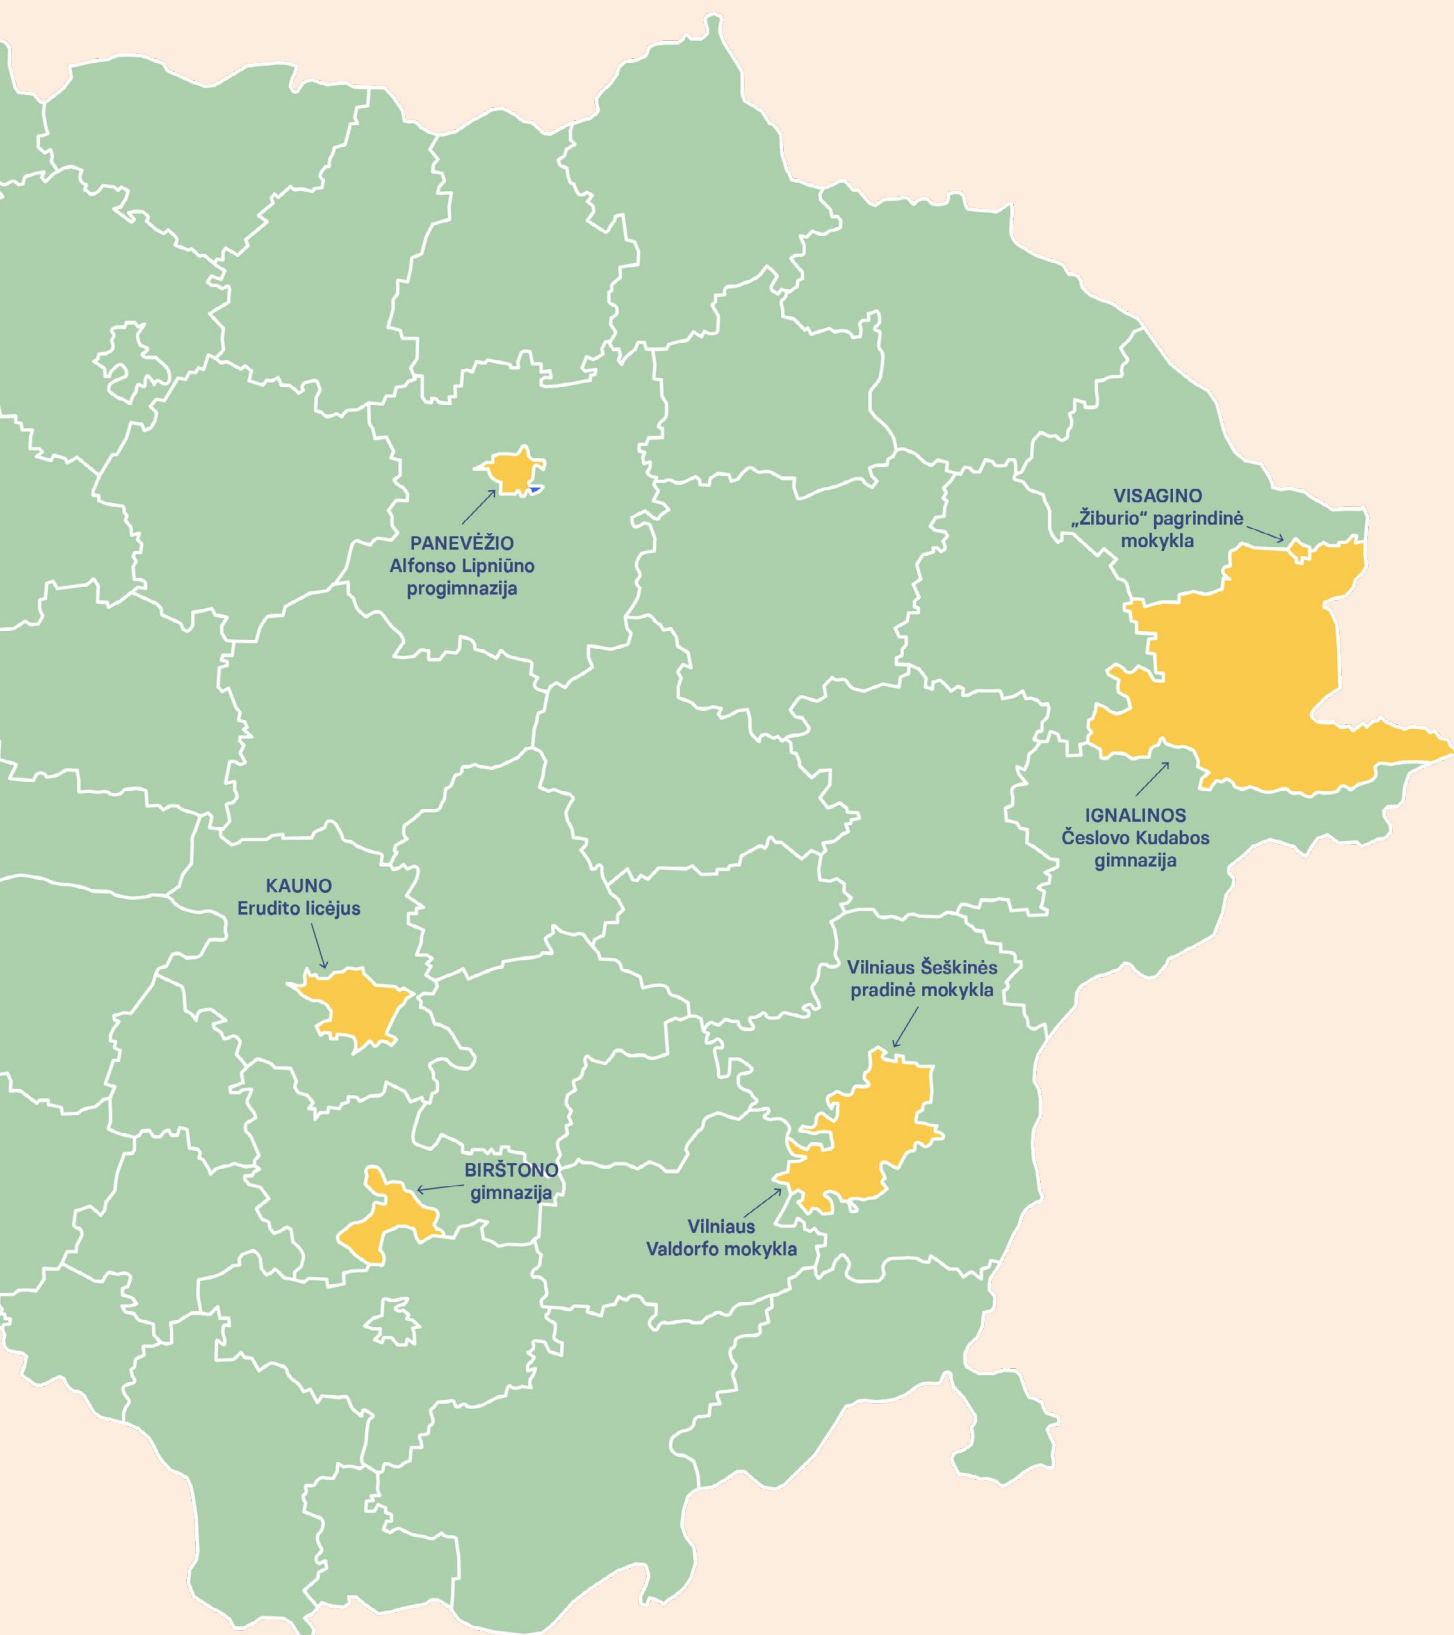 VISAGINO
„Žiburio“ pagrindinė
mokykla
PANEVĖŽIO
Alfonso Lipniūno
progimnazija
IGNALINOS
Česlovo Kudabos
gimnazija
KAUNO
Erudito licėjus
Vilniaus Šeškinės
pradinė mokykla
BIRŠTONO
gimnazija
Vilniaus
Valdorfo mokykla